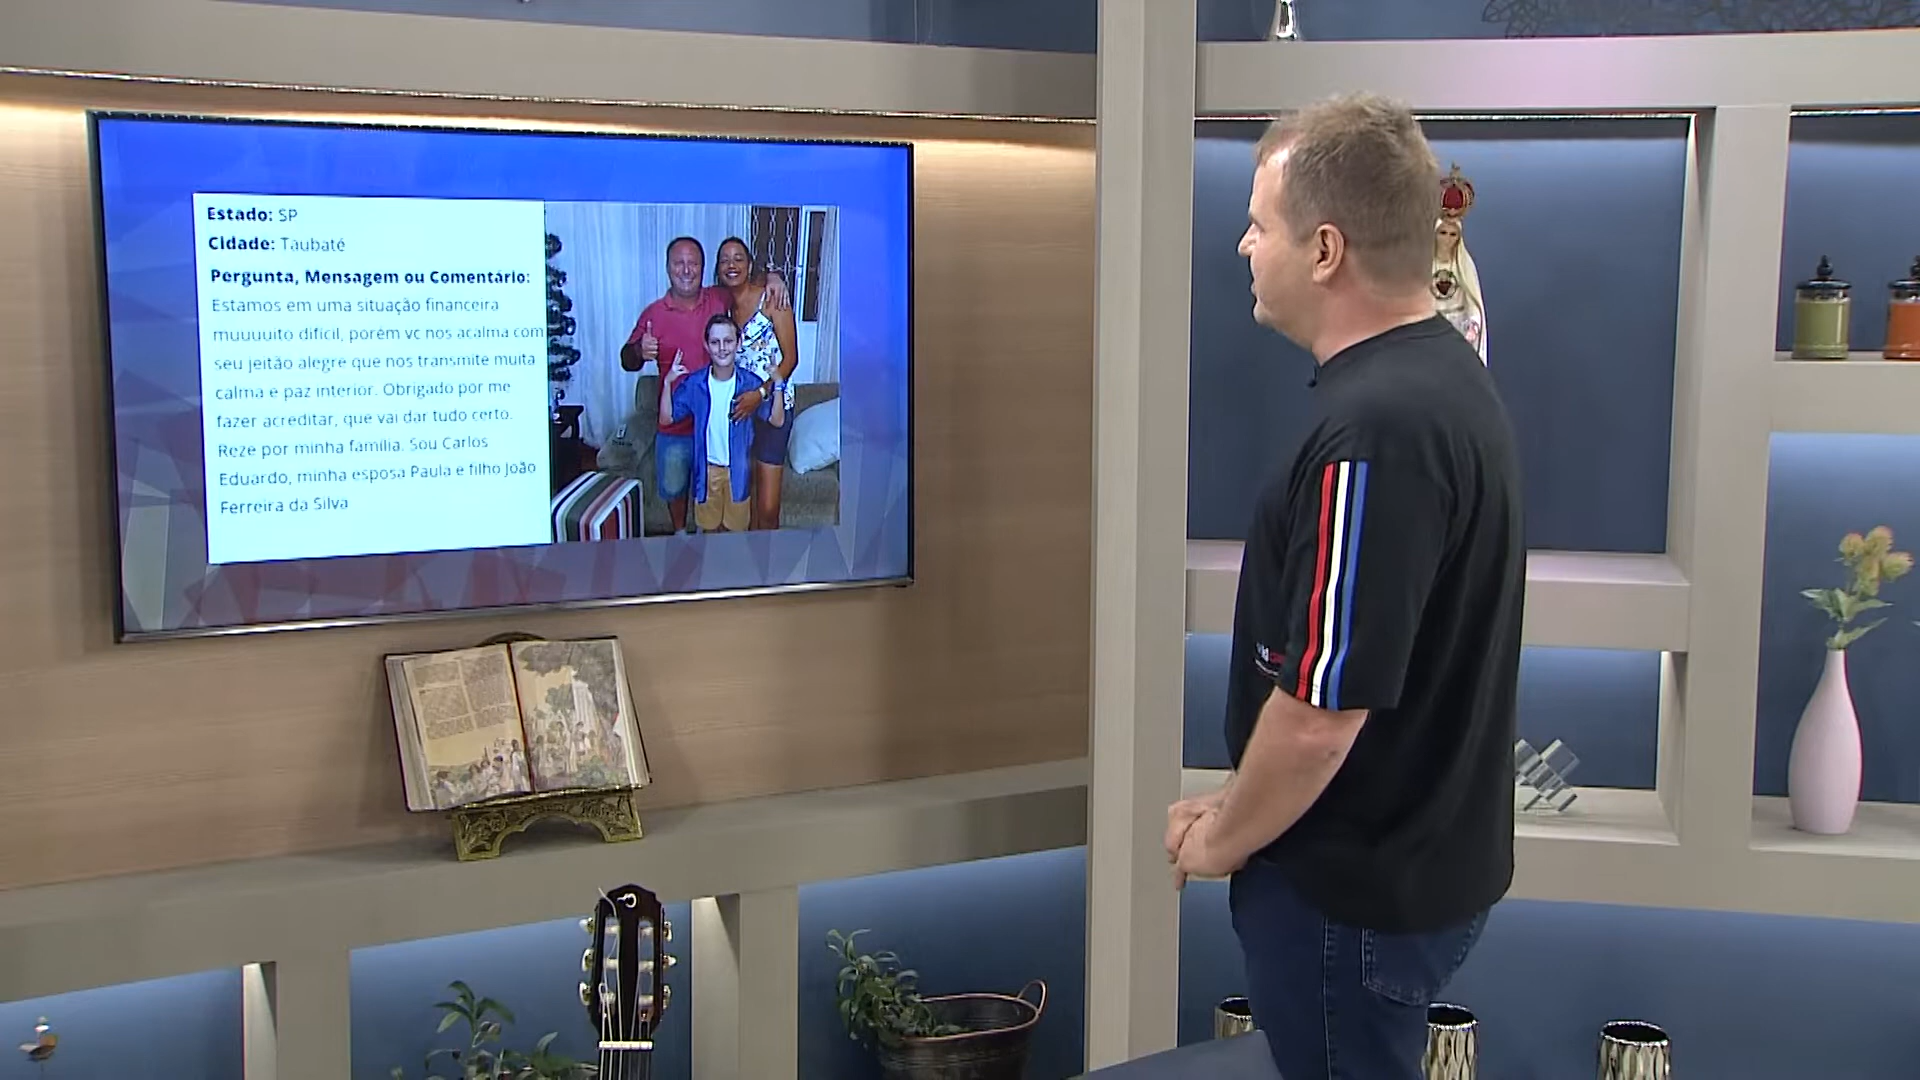 Estado: SP
Cidade: Taubaté
Pergunta, Mensagem ou Comentário:
Estamos em uma situação financeira
muuuuito difícil, porém vc nos acalma com
seu jeitão alegre que nos transmite muita
calma e paz interior. Obrigado por me
fazer acreditar, que vai dar tudo certo.
Reze por minha família. Sou Carlos
Eduardo, minha esposa Paula e filho João
Ferreira da Silva